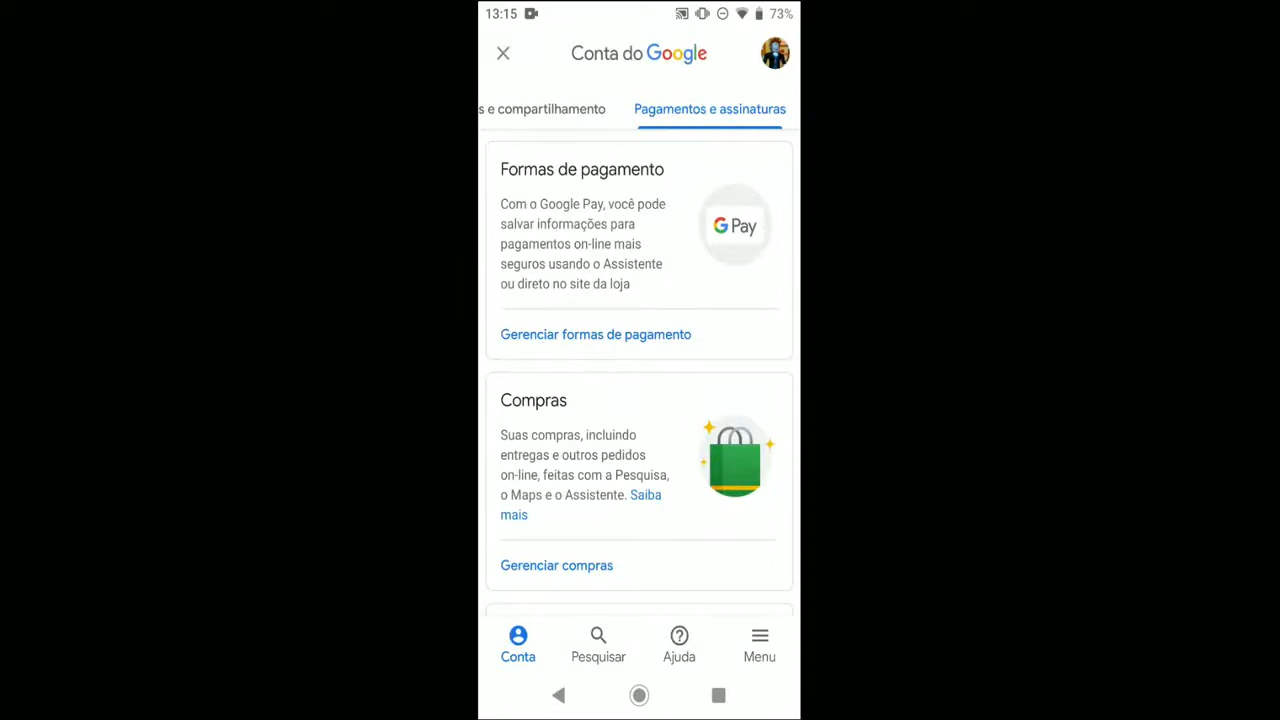 13:15 73%
Conta do Google
s e compartilhamento Pagamentos e assinaturas
Formas de pagamento
Com o Google Pay, você pode
salvar informações para
pagamentos on-line mais
seguros usando o Assistente
ou direto no site da loja
G Pay
Gerenciar formas de pagamento
Compras
Suas compras, incluindo
entregas e outros pedidos
on-line, feitas com a Pesquisa,
o Maps e o Assistente. Saiba
mais
Gerenciar compras
Conta Pesquisar Ajuda Menu